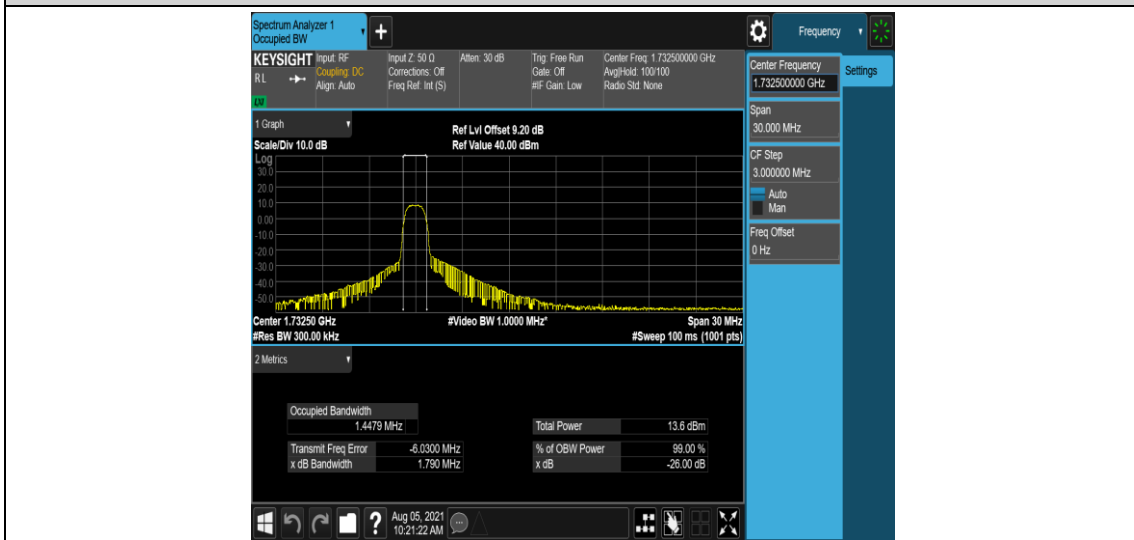 Spectrum Analyzer 1
Occupied BW
+
Frequency
KEYSIGHT
RL
Input: RF
Coupling: DC
Align: Auto
Input Z: 50 Ω
Corrections: Off
Freq Ref: Int (S)
Atten: 30 dB
Trig: Free Run
Gate: Off
#IF Gain: Low
Center Freq: 1.732500000 GHz
Avg|Hold: 100/100
Radio Std: None
Center Frequency
1.732500000 GHz
Settings
Span
30.000 MHz
CF Step
3.000000 MHz
Auto
Man
Freq Offset
0 Hz
1 Graph
Scale/Div 10.0 dB
Ref Lvl Offset 9.20 dB
Ref Value 40.00 dBm
Log
30.0
20.0
10.0
0.00
-10.0
-20.0
-30.0
-40.0
-50.0
Center 1.73250 GHz
#Video BW 1.0000 MHz*
Span 30 MHz
#Res BW 300.00 kHz
#Sweep 100 ms (1001 pts)
2 Metrics
Occupied Bandwidth
1.4479 MHz
Total Power 13.6 dBm
Transmit Freq Error -6.0300 MHz
% of OBW Power 99.00 %
x dB Bandwidth 1.790 MHz
x dB -26.00 dB
?
Aug 05, 2021
10:21:22 AM